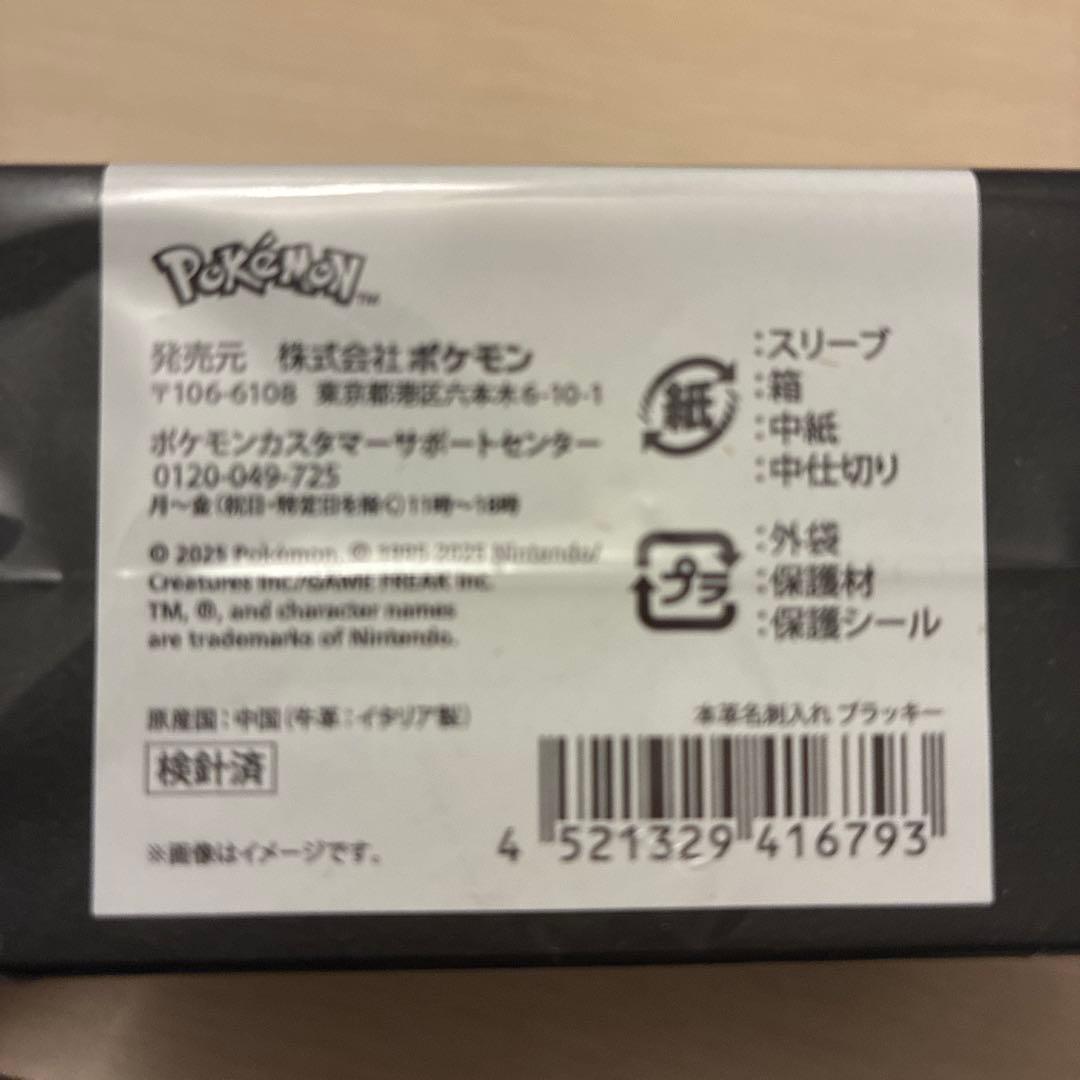 POKéMON™
発売元 株式会社 ポケモン
〒106-6108 東京都港区六本木6-10-1
ポケモンカスタマーサポートセンター
0120-049-725
月～金(祝日・特定日を除く)11時～18時
© 2025 Pokémon. © 1995-2025 Nintendo/
Creatures Inc./GAME FREAK inc.
TM, ®, and character names
are trademarks of Nintendo.
原産国:中国(牛革:イタリア製)
検針済
※画像はイメージです。
紙
:スリーブ
:箱
:中紙
:中仕切り
プラ
:外袋
:保護材
:保護シール
本革名刺入れ ブラッキー
4 521329 416793